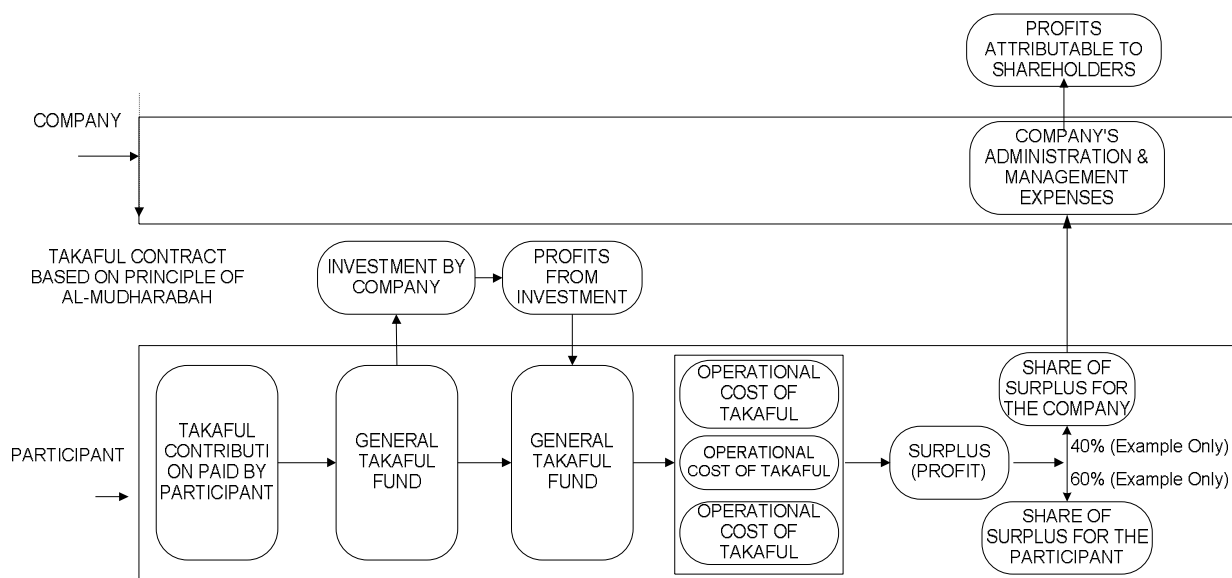 PROFITS
ATTRIBUTABLE TO
SHAREHOLDERS
COMPANY
COMPANY'S
ADMINISTRATION &
MANAGEMENT
EXPENSES
TAKAFUL CONTRACT
BASED ON PRINCIPLE OF
AL-MUDHARABAH
INVESTMENT BY
COMPANY
PROFITS
FROM
INVESTMENT
PARTICIPANT
TAKAFUL
CONTRIBUTI
ON PAID BY
PARTICIPANT
GENERAL
TAKAFUL
FUND
GENERAL
TAKAFUL
FUND
OPERATIONAL
COST OF
TAKAFUL
OPERATIONAL
COST OF TAKAFUL
OPERATIONAL
COST OF
TAKAFUL
SURPLUS
(PROFIT)
SHARE OF
SURPLUS FOR
THE COMPANY
40% (Example Only)
60% (Example Only)
SHARE OF
SURPLUS FOR THE
PARTICIPANT